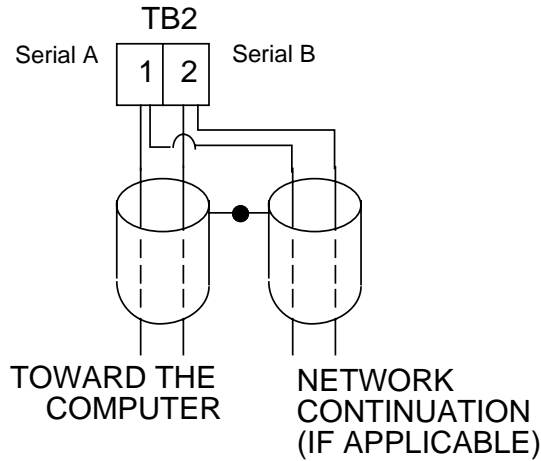 TB2
Serial A
1
2
Serial B
TOWARD THE
COMPUTER
NETWORK
CONTINUATION
(IF APPLICABLE)